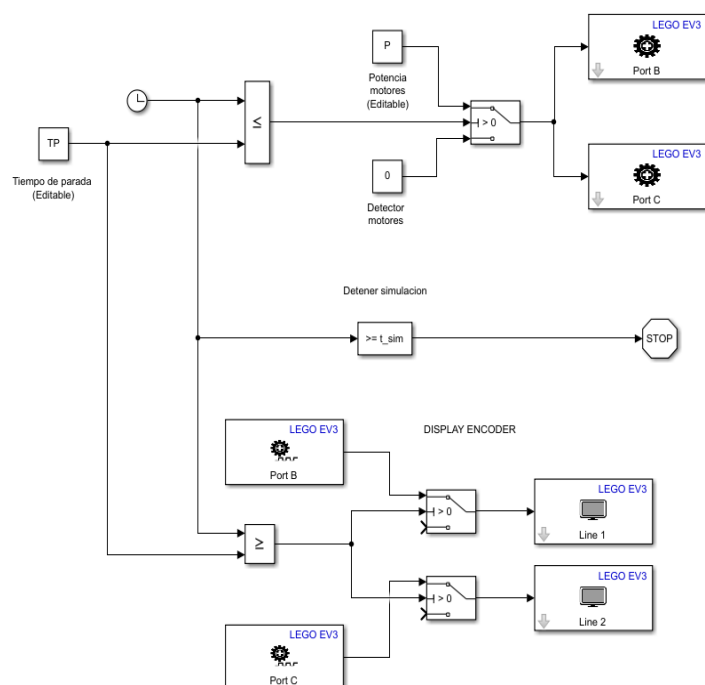 LEGO EV3
Port B
P
Potencia
motores
(Editable)
> 0
≤
TP
Tiempo de parada
(Editable)
LEGO EV3
Port C
0
Detector
motores
Detener simulacion
>= t_sim
STOP
DISPLAY ENCODER
LEGO EV3
Port B
> 0
LEGO EV3
Line 1
≥
> 0
LEGO EV3
Line 2
LEGO EV3
Port C